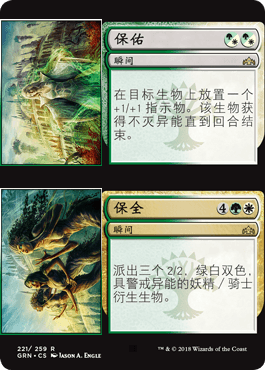 保佑
瞬间
在目标生物上放置一个
+1/+1 指示物。该生物获
得不灭异能直到回合结
束。
保全
4
瞬间
派出三个 2/2，绿白双色，
具警戒异能的妖精／骑士
衍生生物。
221/ 259 R
GRN • CS JASON A. ENGLE
™ & © 2018 Wizards of the Coast